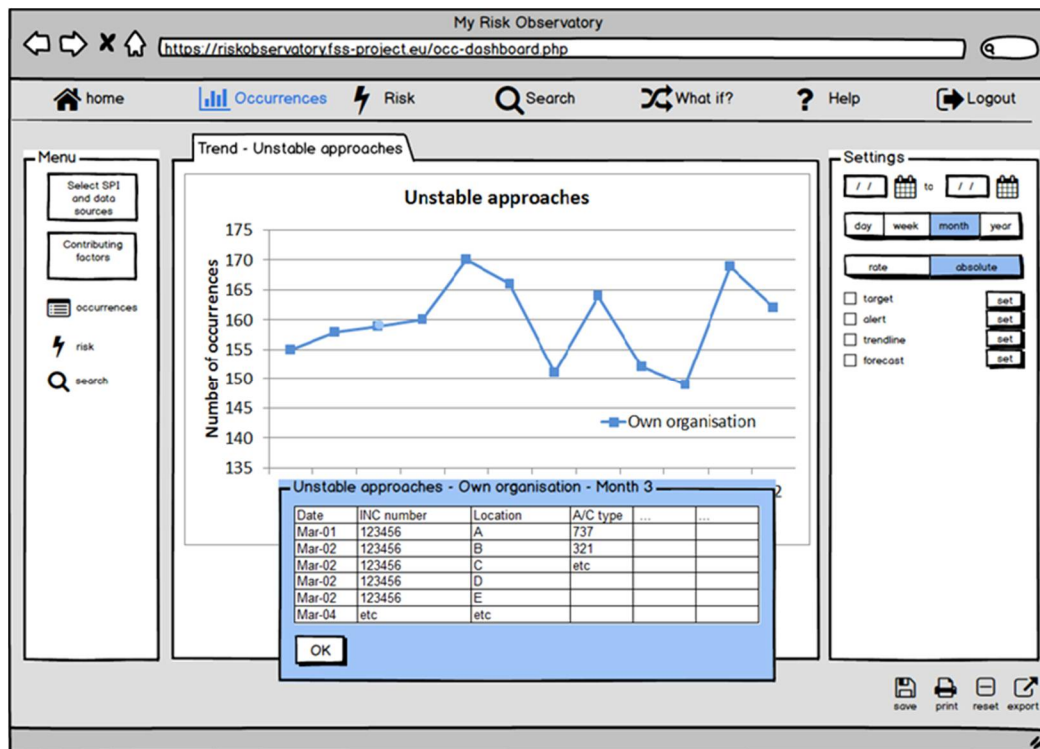 My Risk Observatory
https://riskobservatory.fss-project.eu/occ-dashboard.php
home Occurrences Risk Search What if? ? Help Logout
Menu
Select SPI
and data
sources
Contributing
factors
occurrences
risk
search
Trend - Unstable approaches
Unstable approaches
Number of occurrences
175
170
165
160
155
150
145
140
135
Own organisation
2
Unstable approaches - Own organisation - Month 3
Date INC number Location A/C type ... ...
Mar-01 123456 A 737
Mar-02 123456 B 321
Mar-02 123456 C etc
Mar-02 123456 D
Mar-02 123456 E
Mar-04 etc etc
OK
Settings
/ / to / /
day week month year
rate absolute
target set
alert set
trendline set
forecast set
save print reset export